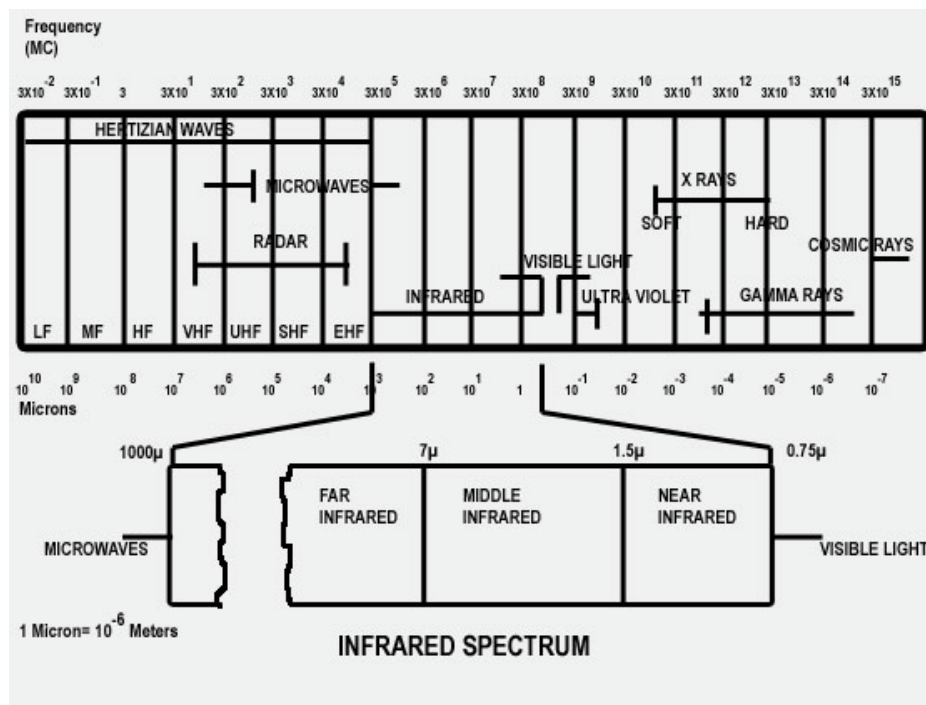 Frequency
(MC)
3X10⁻² 3X10⁻¹ 3 3X10¹ 3X10² 3X10³ 3X10⁴ 3X10⁵ 3X10⁶ 3X10⁷ 3X10⁸ 3X10⁹ 3X10¹⁰ 3X10¹¹ 3X10¹² 3X10¹³ 3X10¹⁴ 3X10¹⁵
HERTIZIAN WAVES
MICROWAVES
X RAYS
SOFT HARD
RADAR
COSMIC RAYS
VISIBLE LIGHT
INFRARED
ULTRA VIOLET
GAMMA RAYS
LF MF HF VHF UHF SHF EHF
10¹⁰ 10⁹ 10⁸ 10⁷ 10⁶ 10⁵ 10⁴ 10³ 10² 10¹ 1 10⁻¹ 10⁻² 10⁻³ 10⁻⁴ 10⁻⁵ 10⁻⁶ 10⁻⁷
Microns
1000µ 7µ 1.5µ 0.75µ
FAR
INFRARED
MIDDLE
INFRARED
NEAR
INFRARED
MICROWAVES
VISIBLE LIGHT
1 Micron= 10⁻⁶ Meters
INFRARED SPECTRUM